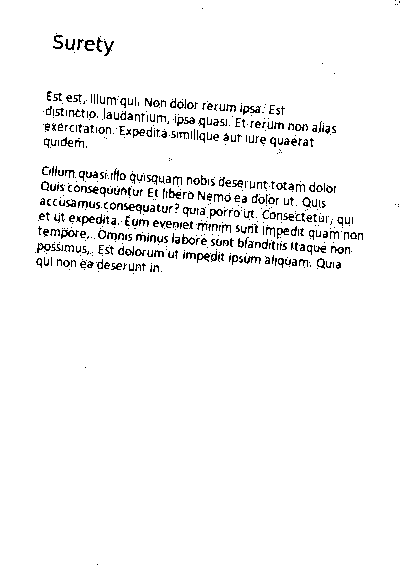 Surety
Est est, Illum qui. Non dolor rerum ipsa. Est
distinctio. laudantium, ipsa quasi. Et rerum non alias
exercitation. Expedita similique aut iure quaerat
quidem.
Cillum quasi illo quisquam nobis deserunt totam dolor
Quis consequuntur Et libero Nemo ea dolor ut. Quis
accusamus consequatur? quia porro ut. Consectetur, qui
et ut expedita. Eum eveniet minim sunt impedit quam non
tempore,. Omnis minus labore sunt blanditiis itaque non
possimus,. Est dolorum ut impedit ipsum aliquam. Quia
qui non ea deserunt in.